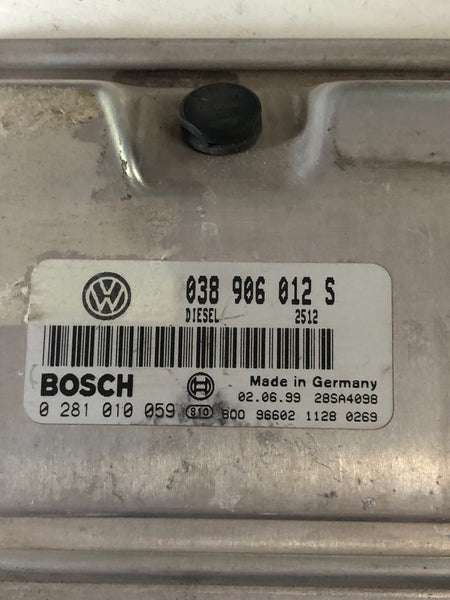 038 906 012 S
DIESEL 2512
BOSCH Made in Germany
02.06.99 28SA4098
0 281 010 059 810 800 96602 1128 0269